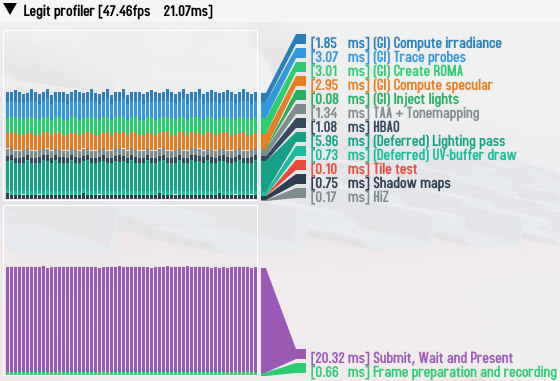 Legit profiler [47.46fps 21.07ms]
[1.85 ms] (GI) Compute irradiance
[3.07 ms] (GI) Trace probes
[3.01 ms] (GI) Create ROMA
[2.95 ms] (GI) Compute specular
[0.08 ms] (GI) Inject lights
[1.34 ms] TAA + Tonemapping
[1.08 ms] HBAO
[5.96 ms] (Deferred) Lighting pass
[0.73 ms] (Deferred) UV-buffer draw
[0.10 ms] Tile test
[0.75 ms] Shadow maps
[0.17 ms] HiZ
[20.32 ms] Submit, Wait and Present
[0.66 ms] Frame preparation and recording